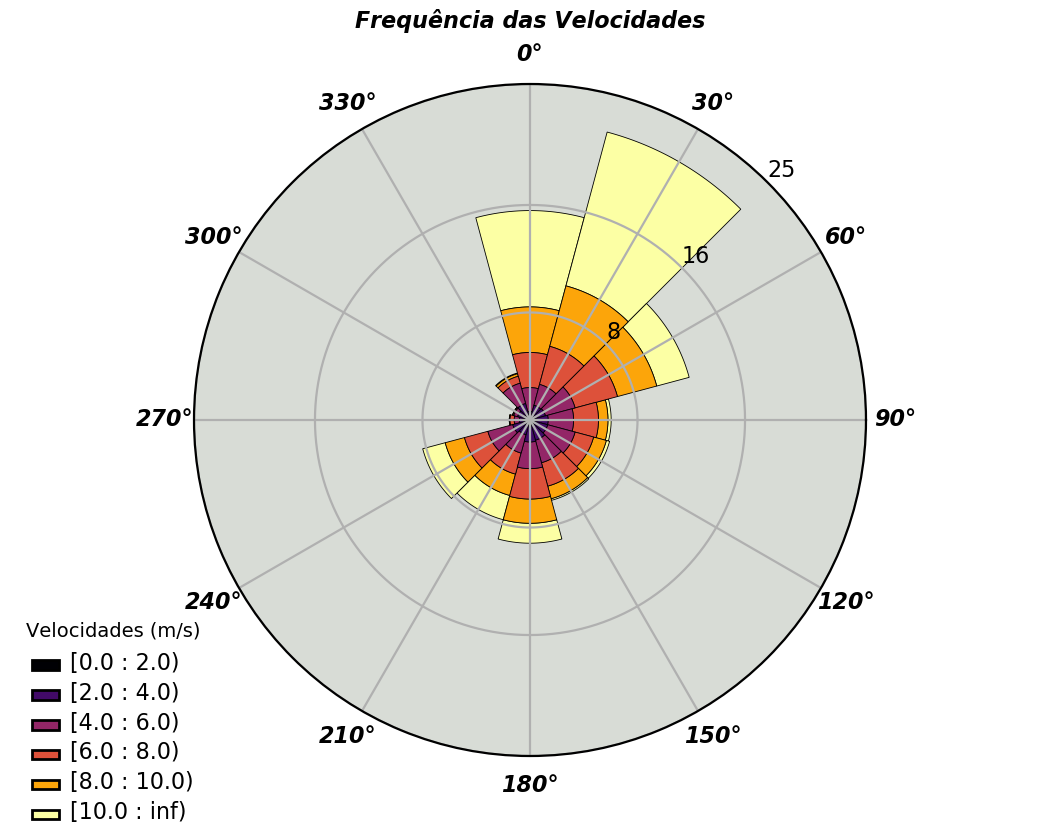 Frequência das Velocidades
0°
30°
330°
25
60°
300°
16
8
90°
270°
120°
240°
150°
210°
180°
Velocidades (m/s)
[0.0 : 2.0)
[2.0 : 4.0)
[4.0 : 6.0)
[6.0 : 8.0)
[8.0 : 10.0)
[10.0 : inf)